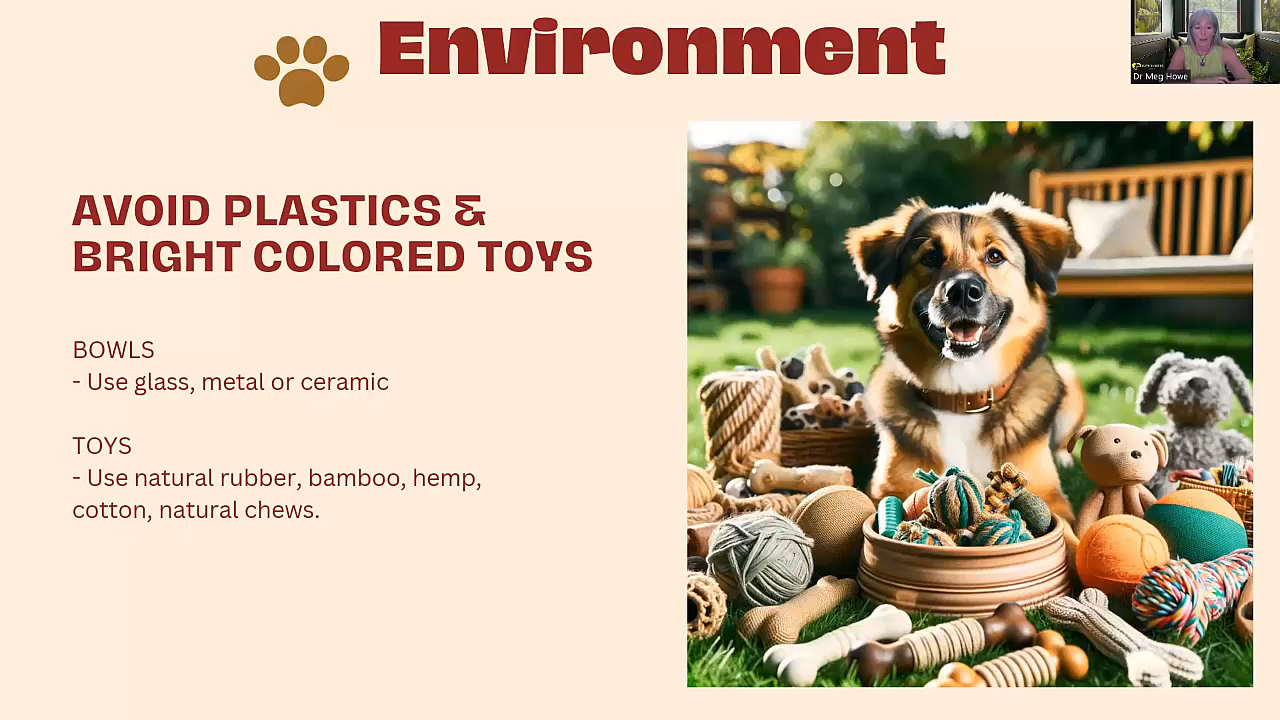 Environment
Dr Meg Howe
AVOID PLASTICS &
BRIGHT COLORED TOYS
BOWLS
- Use glass, metal or ceramic
TOYS
- Use natural rubber, bamboo, hemp,
cotton, natural chews.